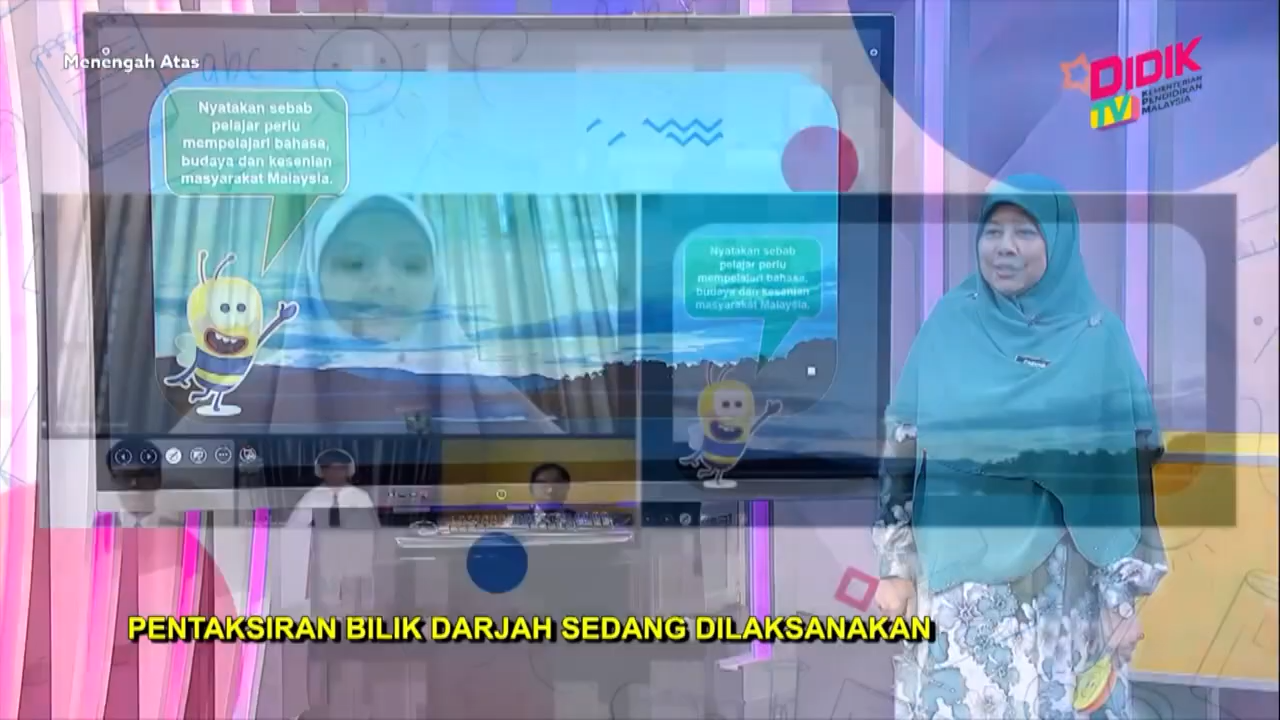 Menengah Atas
abc
DIDIK
TV
KEMENTERIAN
PENDIDIKAN
MALAYSIA
Nyatakan sebab
pelajar perlu
mempelajari bahasa,
budaya dan kesenian
masyarakat Malaysia.
Nyatakan sebab
pelajar perlu
mempelajari bahasa,
budaya dan kesenian
masyarakat Malaysia.
PENTAKSIRAN BILIK DARJAH SEDANG DILAKSANAKAN